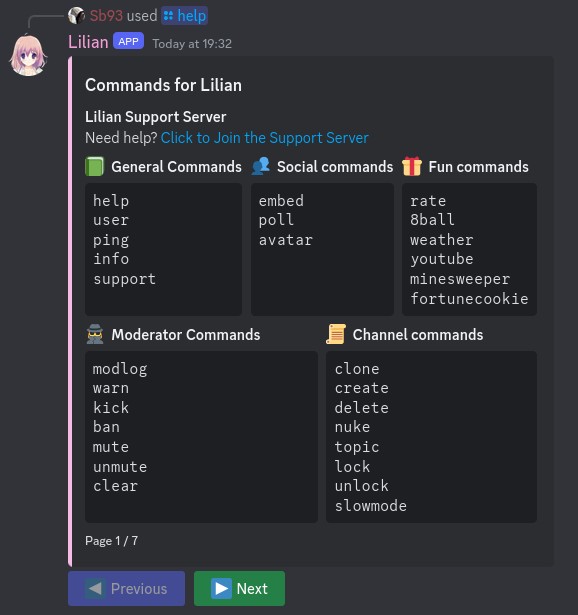 Sb93 used help
Lilian APP Today at 19:32
Commands for Lilian
Lilian Support Server
Need help? Click to Join the Support Server
General Commands
help
user
ping
info
support
Social commands
embed
poll
avatar
Fun commands
rate
8ball
weather
youtube
minesweeper
fortunecookie
Moderator Commands
modlog
warn
kick
ban
mute
unmute
clear
Channel commands
clone
create
delete
nuke
topic
lock
unlock
slowmode
Page 1 / 7
Previous
Next